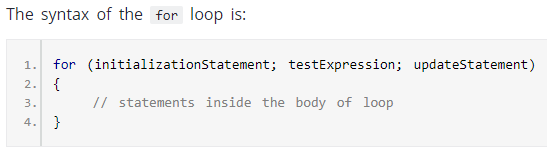 The syntax of the for loop is:
1. for (initializationStatement; testExpression; updateStatement)
2. {
3. // statements inside the body of loop
4. }